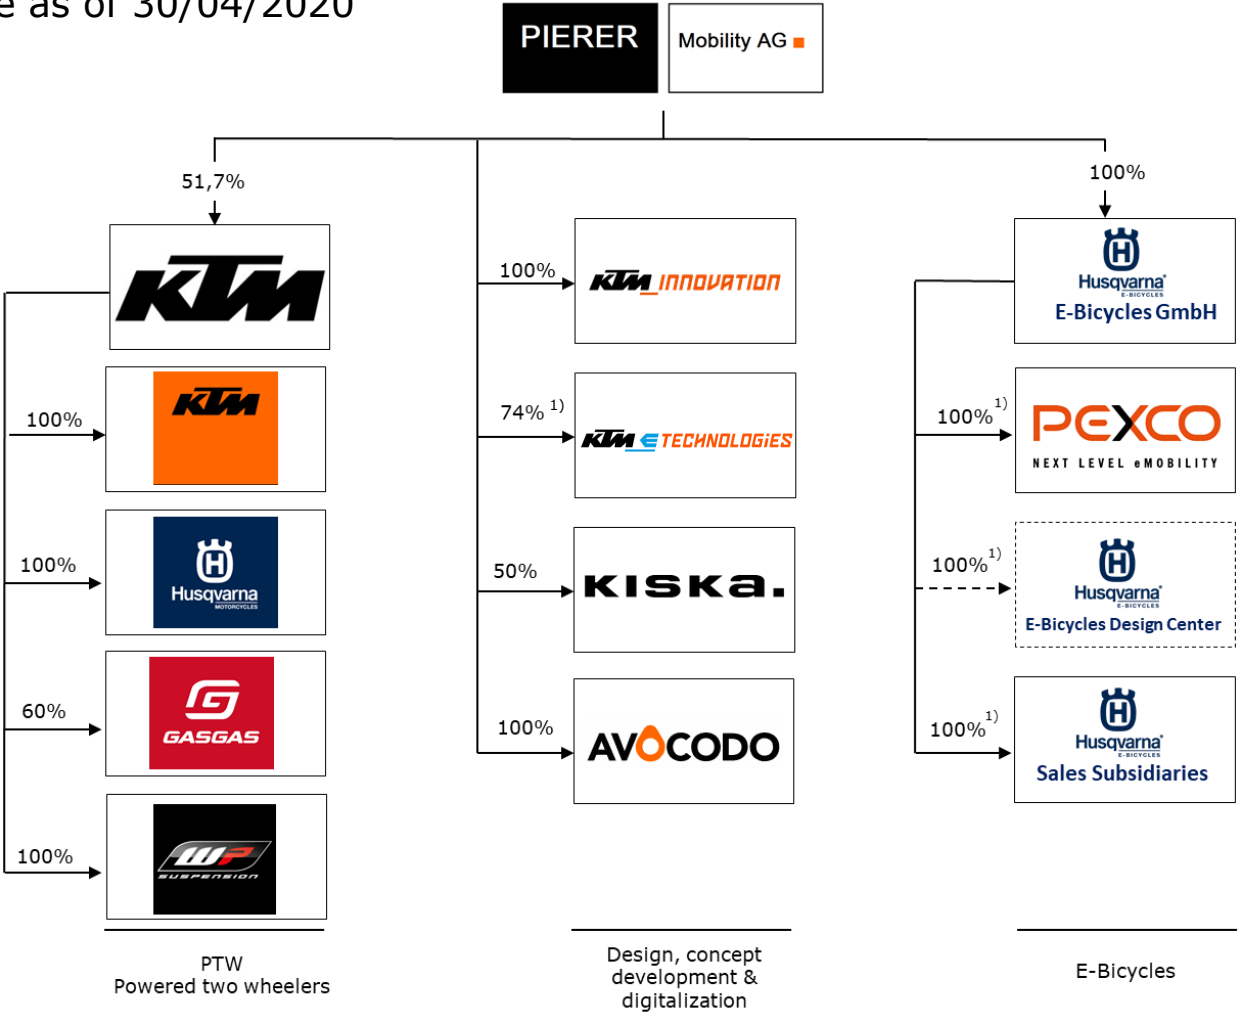 e as of 30/04/2020
PIERER
Mobility AG
51,7%
100%
KTM
100%
KTM
100%
Husqvarna
MOTORCYCLES
60%
GASGAS
100%
WP
SUSPENSION
PTW
Powered two wheelers
100%
KTM_INNOVATION
74% 1)
KTM E TECHNOLOGIES
50%
KISKA.
100%
AVOCODO
Design, concept
development &
digitalization
Husqvarna®
E-BICYCLES
E-Bicycles GmbH
100% 1)
PEXCO
NEXT LEVEL eMOBILITY
100% 1)
Husqvarna®
E-BICYCLES
E-Bicycles Design Center
100% 1)
Husqvarna®
E-BICYCLES
Sales Subsidiaries
E-Bicycles